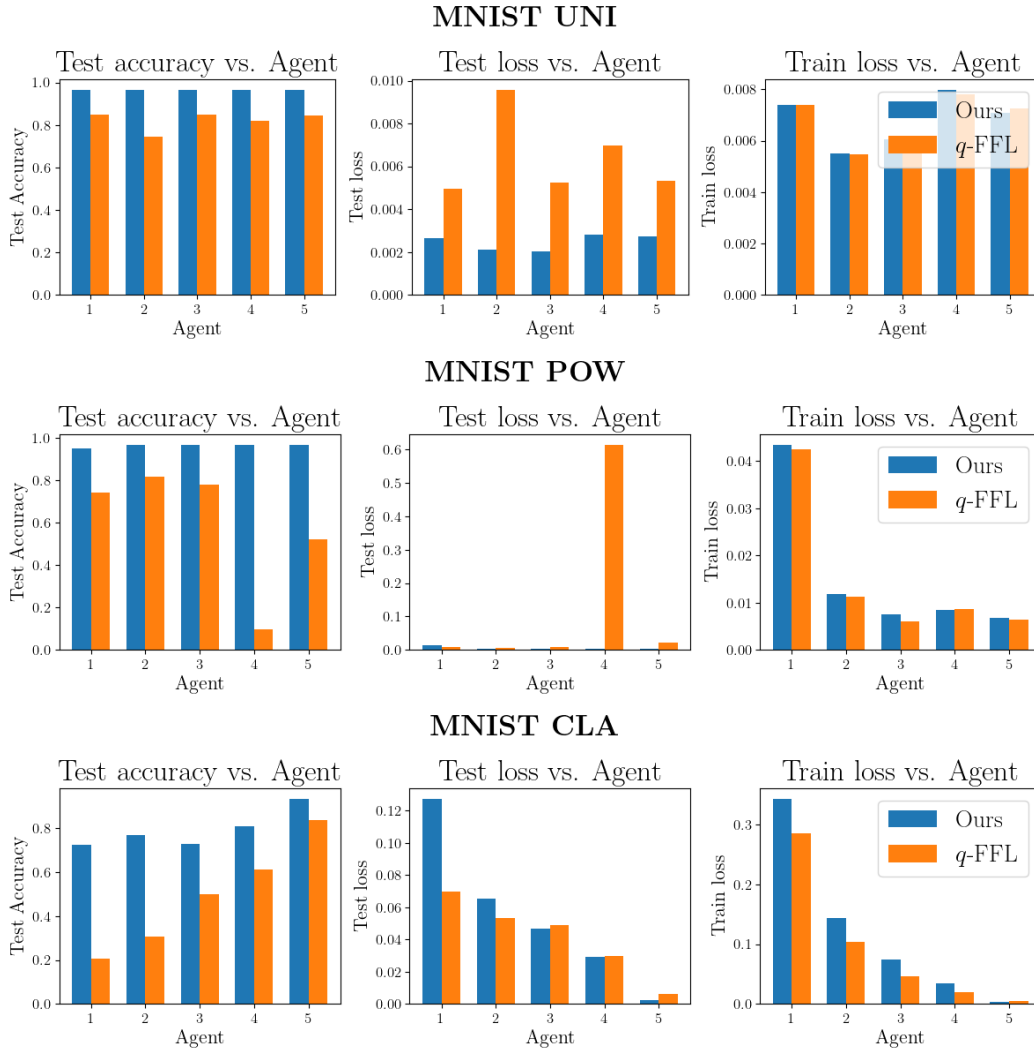 MNIST UNI
Test accuracy vs. Agent
Test Accuracy
1.0
0.8
0.6
0.4
0.2
0.0
1 2 3 4 5
Agent
Test loss vs. Agent
Test loss
0.010
0.008
0.006
0.004
0.002
0.000
1 2 3 4 5
Agent
Train loss vs. Agent
Train loss
0.008
0.006
0.004
0.002
0.000
Ours
q-FFL
1 2 3 4 5
Agent
MNIST POW
Test accuracy vs. Agent
Test Accuracy
1.0
0.8
0.6
0.4
0.2
0.0
1 2 3 4 5
Agent
Test loss vs. Agent
Test loss
0.6
0.5
0.4
0.3
0.2
0.1
0.0
1 2 3 4 5
Agent
Train loss vs. Agent
Train loss
0.04
0.03
0.02
0.01
0.00
Ours
q-FFL
1 2 3 4 5
Agent
MNIST CLA
Test accuracy vs. Agent
Test Accuracy
0.8
0.6
0.4
0.2
0.0
1 2 3 4 5
Agent
Test loss vs. Agent
Test loss
0.12
0.10
0.08
0.06
0.04
0.02
0.00
1 2 3 4 5
Agent
Train loss vs. Agent
Train loss
0.3
0.2
0.1
0.0
Ours
q-FFL
1 2 3 4 5
Agent